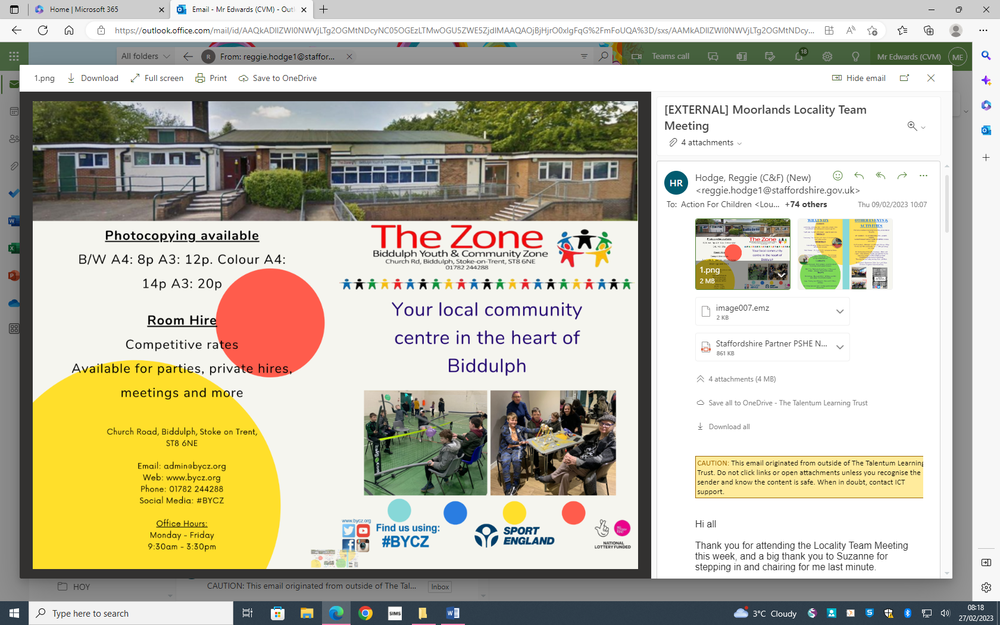 Home | Microsoft 365
Email - Mr Edwards (CVM) - Outl
https://outlook.office.com/mail/id/AAQkADIlZWI0NWVjLTg2OGMtNDcyNC05OGEzLTMwOGU5ZWE5ZjdlMAAQAOjBjHjrO0xIgFqG%2FmFoUQA%3D/sxs/AAMkADIlZWI0NWVjLTg2OGMtNDcy...
All folders
R
From: reggie.hodge1@staffor...
Teams call
18
Mr Edwards (CVM)
ME
1.png
Download
Full screen
Print
Save to OneDrive
Hide email
Photocopying available
B/W A4: 8p A3: 12p. Colour A4:
14p A3: 20p
Room Hire
Competitive rates
Available for parties, private hires,
meetings and more
Church Road, Biddulph, Stoke on Trent,
ST8 6NE
Email: admin@bycz.org
Web: www.bycz.org
Phone: 01782 244288
Social Media: #BYCZ
Office Hours:
Monday - Friday
9:30am - 3:30pm
The Zone
Biddulph Youth & Community Zone
Church Rd, Biddulph, Stoke-on-Trent, ST8 6NE
01782 244288
Your local community
centre in the heart of
Biddulph
zsig.com
www.bycz.org
Find us using:
#BYCZ
SPORT
ENGLAND
NATIONAL
LOTTERY FUNDED
[EXTERNAL] Moorlands Locality Team
Meeting
4 attachments
HR
Hodge, Reggie (C&F) (New)
<reggie.hodge1@staffordshire.gov.uk>
To: Action For Children <Lou... +74 others
Thu 09/02/2023 10:07
1.png
2 MB
image007.emz
2 KB
Staffordshire Partner PSHE N...
861 KB
4 attachments (4 MB)
Save all to OneDrive - The Talentum Learning Trust
Download all
CAUTION: This email originated from outside of The Talentum Learning
Trust. Do not click links or open attachments unless you recognise the
sender and know the content is safe. When in doubt, contact ICT
support.
Hi all
Thank you for attending the Locality Team Meeting
this week, and a big thank you to Suzanne for
stepping in and chairing for me last minute.
HOY
CAUTION: This email originated from outside of The Tal...
Inbox
Type here to search
SIMS
3°C Cloudy
08:18
27/02/2023